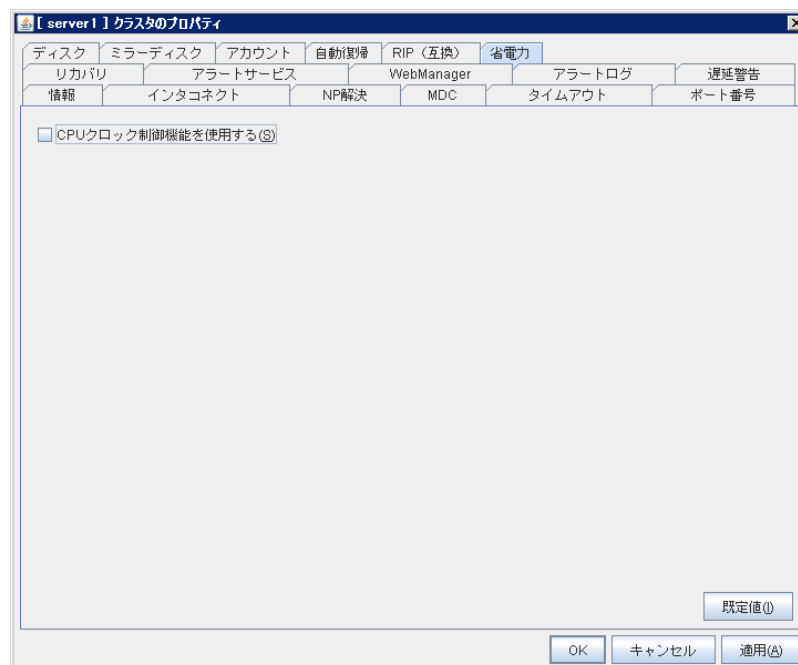 [ server1 ] クラスタのプロパティ
ディスク ミラーディスク アカウント 自動復帰 RIP（互換） 省電力
リカバリ アラートサービス WebManager アラートログ 遅延警告
情報 インタコネクト NP解決 MDC タイムアウト ポート番号
CPUクロック制御機能を使用する(S)
既定値(I)
OK キャンセル 適用(A)